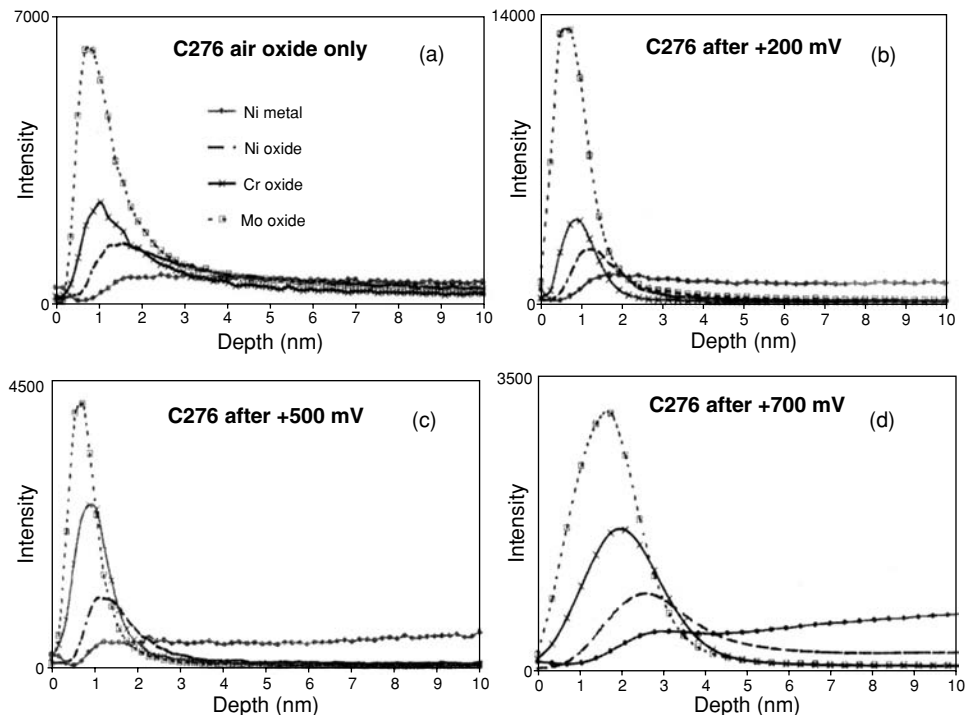 7000
C276 air oxide only
(a)
Ni metal
Ni oxide
Cr oxide
Mo oxide
Intensity
0
0 1 2 3 4 5 6 7 8 9 10
Depth (nm)
14000
C276 after +200 mV
(b)
Intensity
0
0 1 2 3 4 5 6 7 8 9 10
Depth (nm)
4500
C276 after +500 mV
(c)
Intensity
0
0 1 2 3 4 5 6 7 8 9 10
Depth (nm)
3500
C276 after +700 mV
(d)
Intensity
0
0 1 2 3 4 5 6 7 8 9 10
Depth (nm)